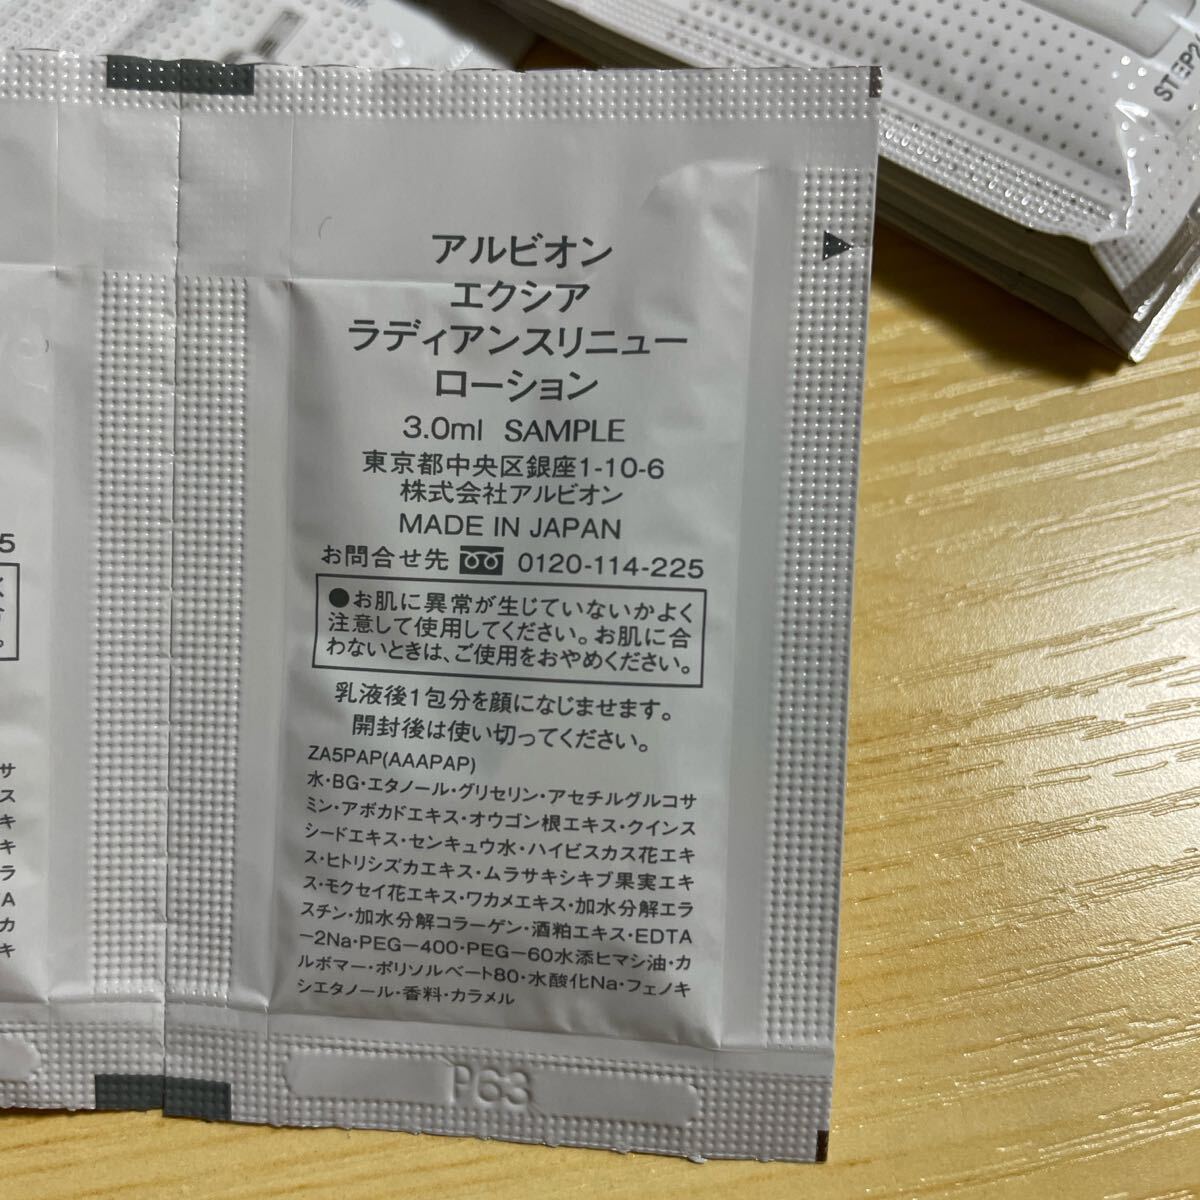 STEP2
アルビオン
エクシア
ラディアンスリニュー
ローション
3.0ml SAMPLE
東京都中央区銀座1-10-6
株式会社アルビオン
MADE IN JAPAN
お問合せ先 0120-114-225
●お肌に異常が生じていないかよく
注意して使用してください。お肌に合
わないときは、ご使用をおやめください。
乳液後1包分を顔になじませます。
開封後は使い切ってください。
ZA5PAP(AAAPAP)
水・BG・エタノール・グリセリン・アセチルグルコサ
ミン・アボカドエキス・オウゴン根エキス・クインス
シードエキス・センキュウ水・ハイビスカス花エキ
ス・ヒトリシズカエキス・ムラサキシキブ果実エキ
ス・モクセイ花エキス・ワカメエキス・加水分解エラ
スチン・加水分解コラーゲン・酒粕エキス・EDTA
－2Na・PEG－400・PEG－60水添ヒマシ油・カ
ルボマー・ポリソルベート80・水酸化Na・フェノキ
シエタノール・香料・カラメル
P63
5
く
。
サ
ス
キ
キ
ラ
A
カ
キ